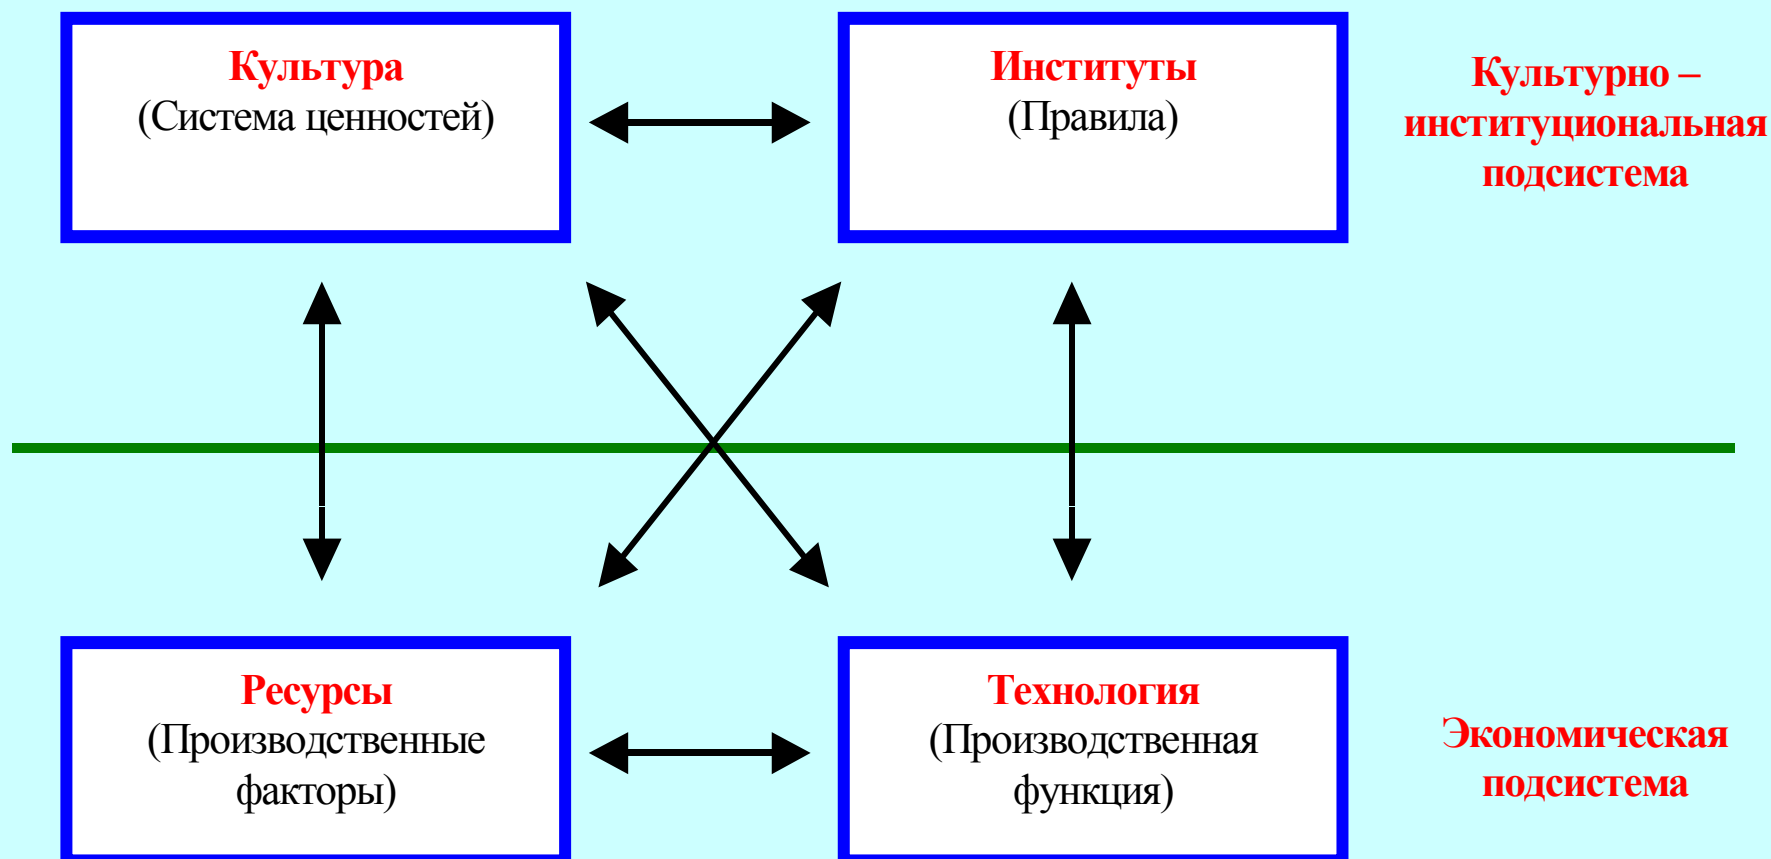 Культура
(Система ценностей)
Институты
(Правила)
Культурно –
институциональная
подсистема
Ресурсы
(Производственные
факторы)
Технология
(Производственная
функция)
Экономическая
подсистема